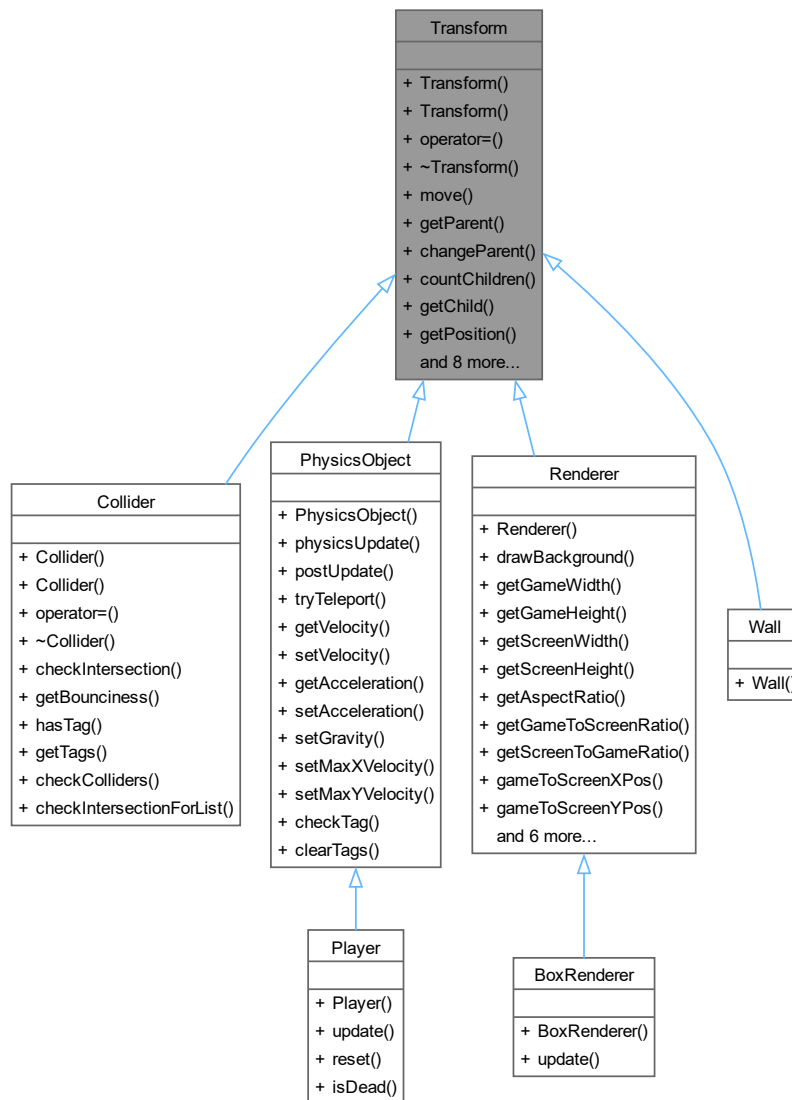 Transform
+ Transform()
+ Transform()
+ operator=()
+ ~Transform()
+ move()
+ getParent()
+ changeParent()
+ countChildren()
+ getChild()
+ getPosition()
and 8 more...
Collider
+ Collider()
+ Collider()
+ operator=()
+ ~Collider()
+ checkIntersection()
+ getBounciness()
+ hasTag()
+ getTags()
+ checkColliders()
+ checkIntersectionForList()
PhysicsObject
+ PhysicsObject()
+ physicsUpdate()
+ postUpdate()
+ tryTeleport()
+ getVelocity()
+ setVelocity()
+ getAcceleration()
+ setAcceleration()
+ setGravity()
+ setMaxXVelocity()
+ setMaxYVelocity()
+ checkTag()
+ clearTags()
Renderer
+ Renderer()
+ drawBackground()
+ getGameWidth()
+ getGameHeight()
+ getScreenWidth()
+ getScreenHeight()
+ getAspectRatio()
+ getGameToScreenRatio()
+ getScreenToGameRatio()
+ gameToScreenXPos()
+ gameToScreenYPos()
and 6 more...
Wall
+ Wall()
Player
+ Player()
+ update()
+ reset()
+ isDead()
BoxRenderer
+ BoxRenderer()
+ update()